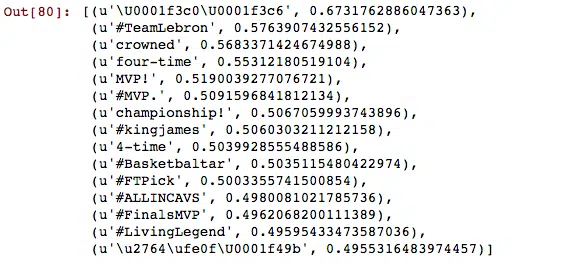 Out[80]: [(u'\U0001f3c0\U0001f3c6', 0.6731762886047363),
(u'#TeamLebron', 0.5763907432556152),
(u'crowned', 0.5683371424674988),
(u'four-time', 0.55312180519104),
(u'MVP!', 0.5190039277076721),
(u'#MVP.', 0.5091596841812134),
(u'championship!', 0.5067059993743896),
(u'#kingjames', 0.5060303211212158),
(u'4-time', 0.5039928555488586),
(u'#Basketbaltar', 0.5035115480422974),
(u'#FTPick', 0.5003355741500854),
(u'#ALLINCAVS', 0.4980081021785736),
(u'#FinalsMVP', 0.4962068200111389),
(u'#LivingLegend', 0.49595433473587036),
(u'\u2764\ufe0f\U0001f49b', 0.4955316483974457)]